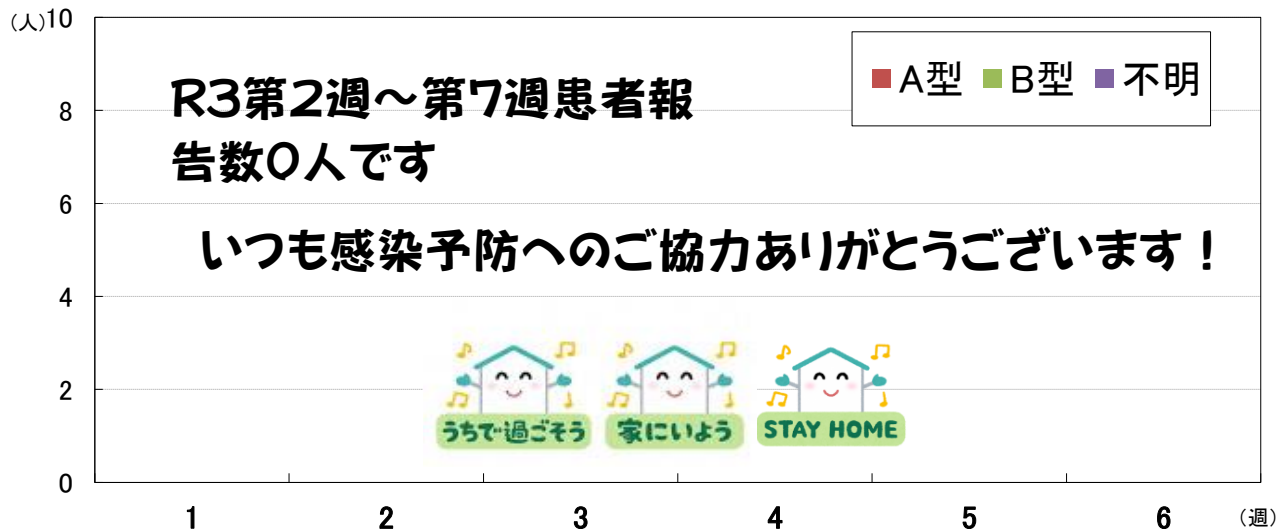 (人)
10
8
6
4
2
0
■A型 ■B型 ■不明
R3第2週～第7週患者報
告数0人です
いつも感染予防へのご協力ありがとうございます！
うちで過ごそう 家にいよう STAY HOME
1 2 3 4 5 6 (週)